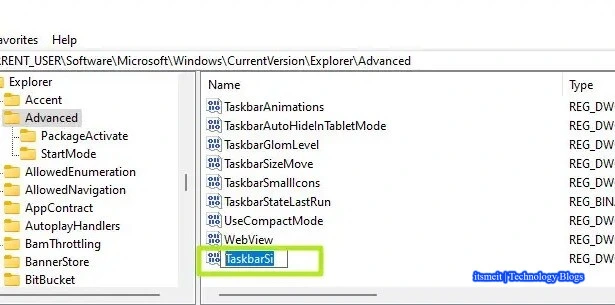 avorites Help
RRENT_USER\Software\Microsoft\Windows\CurrentVersion\Explorer\Advanced
Explorer
Accent
Advanced
PackageActivate
StartMode
AllowedEnumeration
AllowedNavigation
AppContract
AutoplayHandlers
BamThrottling
BannerStore
BitBucket
Name Type
TaskbarAnimations REG_DW
TaskbarAutoHideInTabletMode REG_DW
TaskbarGlomLevel REG_DW
TaskbarSizeMove REG_DW
TaskbarSmallIcons REG_DW
TaskbarStateLastRun REG_BIN
UseCompactMode REG_DW
WebView REG_DW
TaskbarSi REG_DW
itsmeit | Technology Blogs